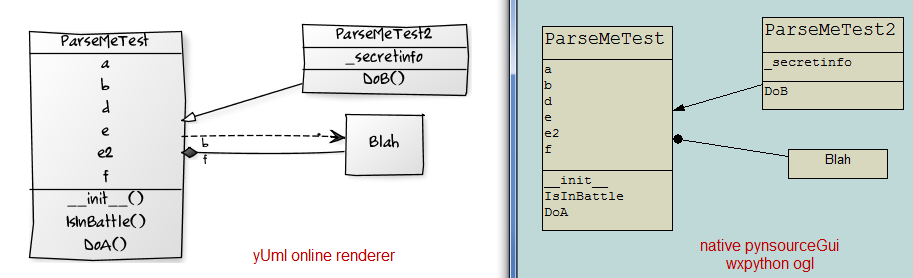 ParseMeTest
a
b
d
e
e2
f
__init__()
IsInBattle()
DoA()
ParseMeTest2
_secretinfo
DoB()
b
f
Blah
yUml online renderer
ParseMeTest
a
b
d
e
e2
f
__init__
IsInBattle
DoA
ParseMeTest2
_secretinfo
DoB
Blah
native pynsourceGui
wxpython ogl